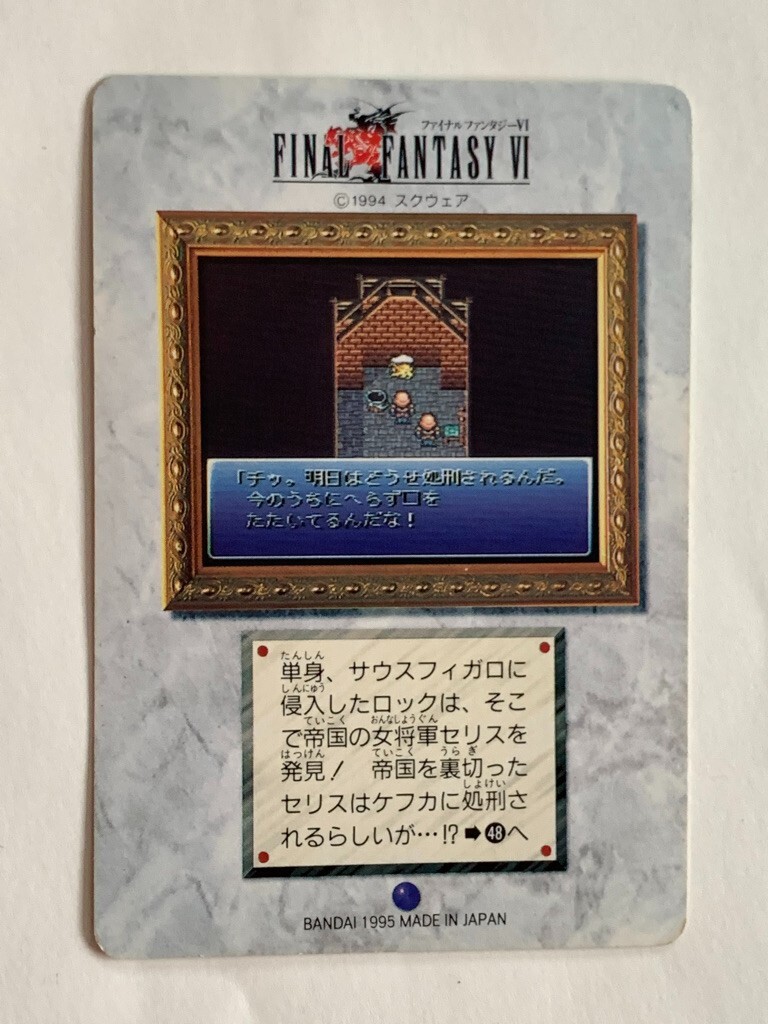 ファイナルファンタジーVI
FINAL FANTASY VI
©1994 スクウェア
「チッ。明日はどうせ処刑されるんだ。
今のうちにへらず口を
たたいてるんだな！
たんしん
単身、サウスフィガロに
しんにゅう
侵入したロックは、そこ
ていこく おんなしょうぐん
で帝国の女将軍セリスを
はっけん ていこく うらぎ
発見！ 帝国を裏切った
しょけい
セリスはケフカに処刑さ
れるらしいが…!? ➡48へ
BANDAI 1995 MADE IN JAPAN